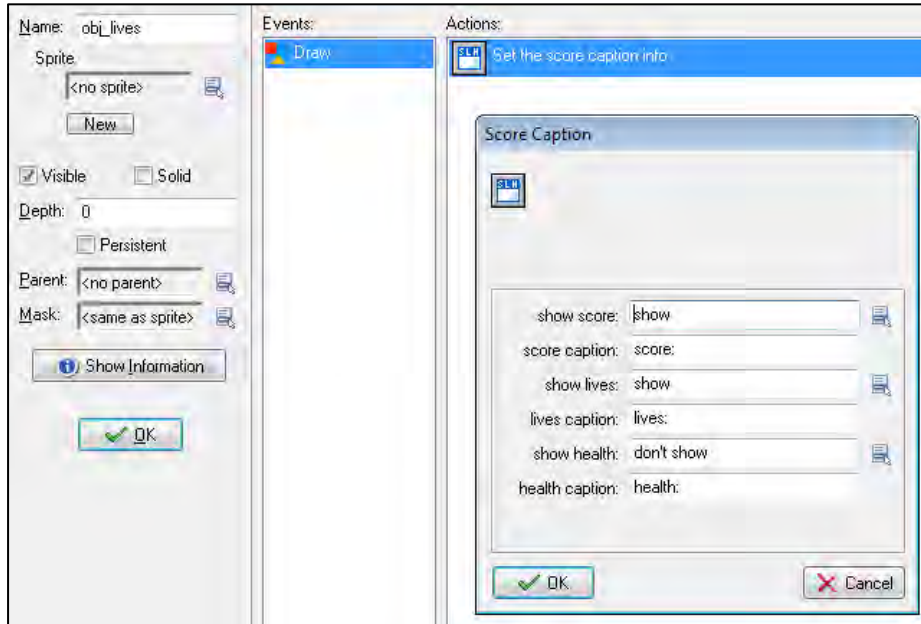 Name: obj_lives
Sprite
<no sprite>
New
Visible Solid
Depth: 0
Persistent
Parent: <no parent>
Mask: <same as sprite>
Show Information
OK
Events:
Draw
Actions:
SLH Set the score caption info
Score Caption
SLH
show score: show
score caption: score:
show lives: show
lives caption: lives:
show health: don't show
health caption: health:
OK Cancel